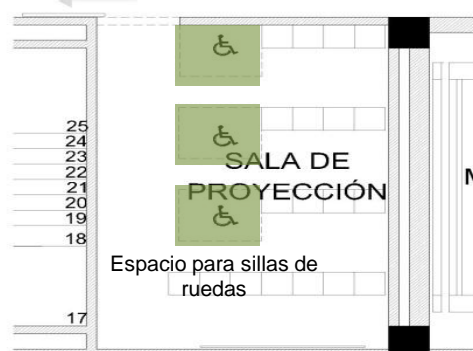 25
24
23
22
21
20
19
18
17
SALA DE
PROYECCIÓN
Espacio para sillas de
ruedas
M